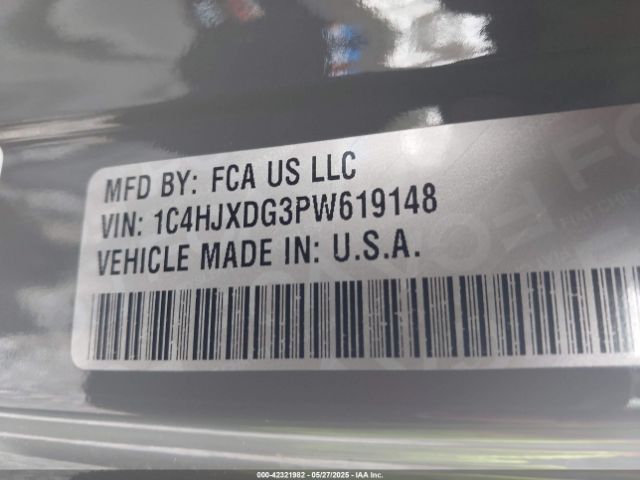 MFD BY: FCA US LLC
VIN: 1C4HJXDG3PW619148
VEHICLE MADE IN: U.S.A.
000-42321982 05/27/2025 - IAA Inc.